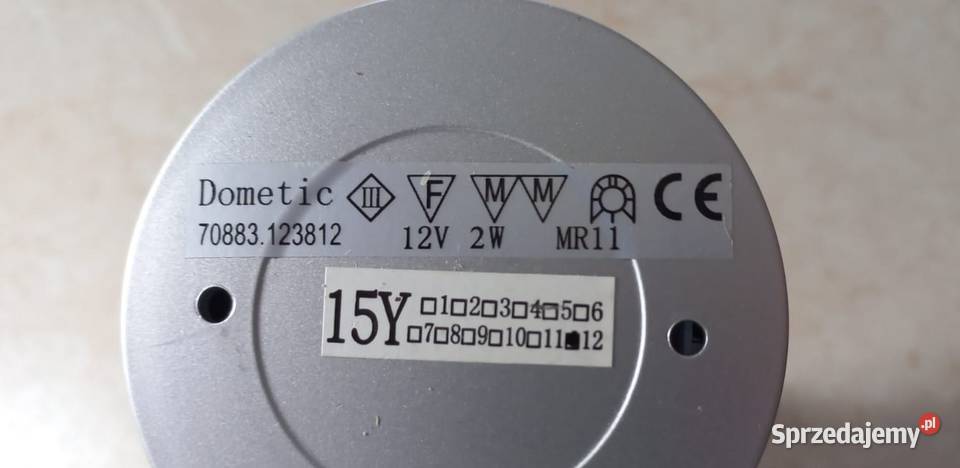 Dometic III F M M CE
70883.123812 12V 2W MR11
15Y □1□2□3□4□5□6
□7□8□9□10□11■12
Sprzedajemy.pl